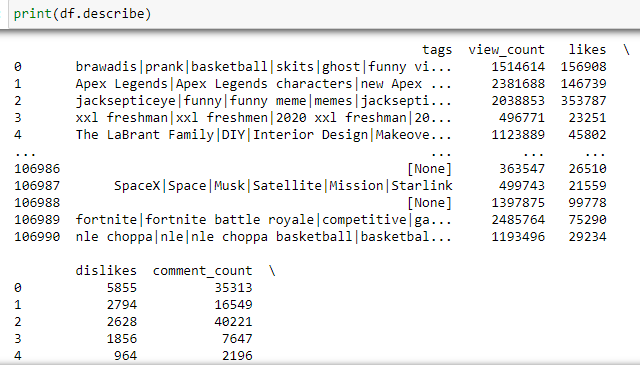 print(df.describe)
tags view_count likes \
0 brawadis|prank|basketball|skits|ghost|funny vi... 1514614 156908
1 Apex Legends|Apex Legends characters|new Apex ... 2381688 146739
2 jacksepticeye|funny|funny meme|memes|jacksepti... 2038853 353787
3 xxl freshman|xxl freshmen|2020 xxl freshman|20... 496771 23251
4 The LaBrant Family|DIY|Interior Design|Makeove... 1123889 45802
... ... ... ...
106986 [None] 363547 26510
106987 SpaceX|Space|Musk|Satellite|Mission|Starlink 499743 21559
106988 [None] 1397875 99778
106989 fortnite|fortnite battle royale|competitive|ga... 2485764 75290
106990 nle choppa|nle|nle choppa basketball|basketbal... 1193496 29234
dislikes comment_count \
0 5855 35313
1 2794 16549
2 2628 40221
3 1856 7647
4 964 2196